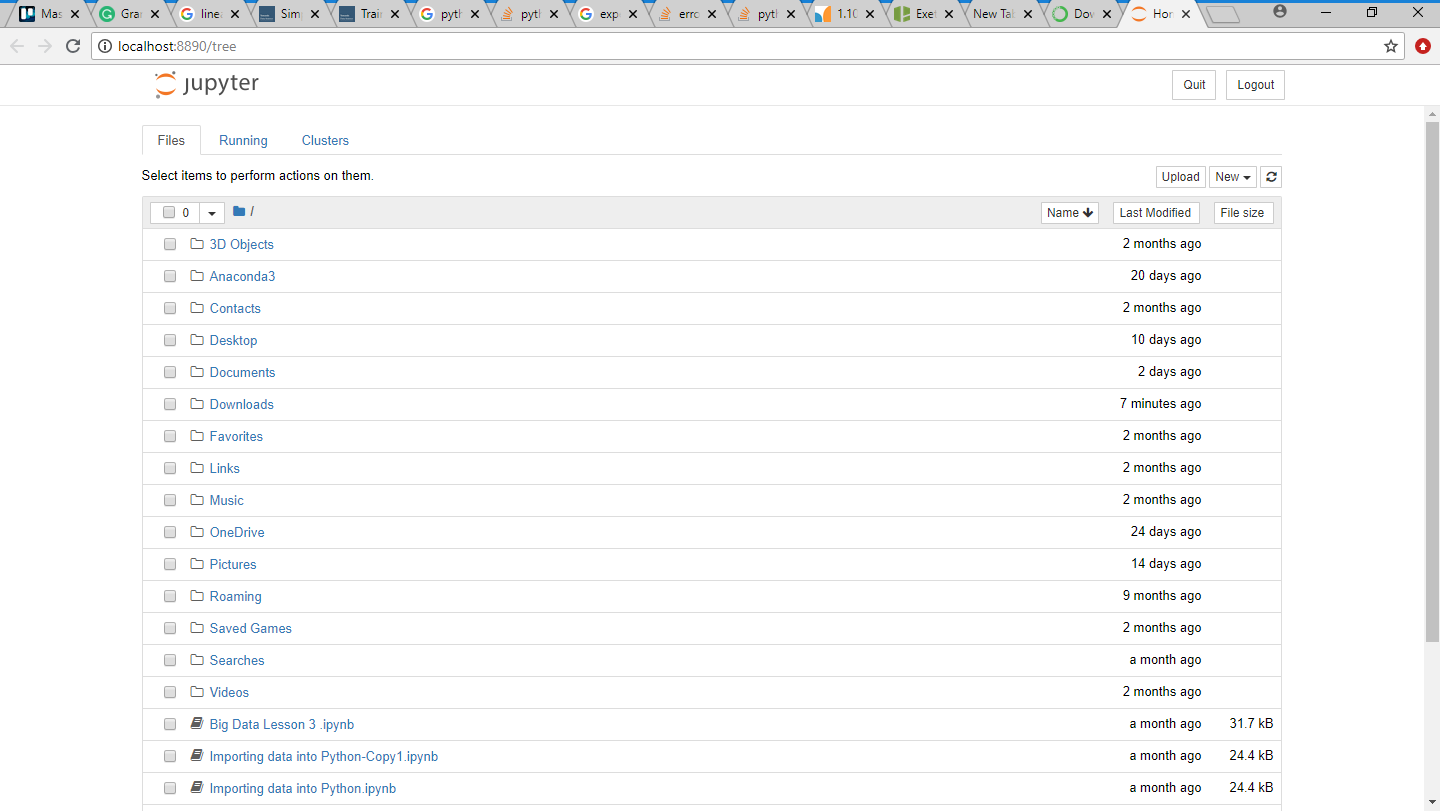 Mas Gra linea Simp Trair pyth pyth exp erro pyth 1.10 Exet New Tab Dov Hor
localhost:8890/tree
jupyter Quit Logout
Files Running Clusters
Select items to perform actions on them. Upload New
0 / Name Last Modified File size
3D Objects 2 months ago
Anaconda3 20 days ago
Contacts 2 months ago
Desktop 10 days ago
Documents 2 days ago
Downloads 7 minutes ago
Favorites 2 months ago
Links 2 months ago
Music 2 months ago
OneDrive 24 days ago
Pictures 14 days ago
Roaming 9 months ago
Saved Games 2 months ago
Searches a month ago
Videos 2 months ago
Big Data Lesson 3 .ipynb a month ago 31.7 kB
Importing data into Python-Copy1.ipynb a month ago 24.4 kB
Importing data into Python.ipynb a month ago 24.4 kB